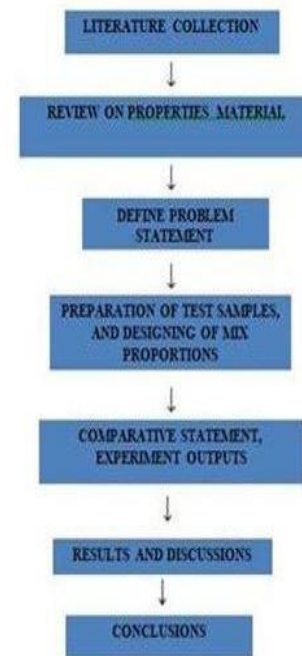 LITERATURE COLLECTION
REVIEW ON PROPERTIES MATERIAL,
DEFINE PROBLEM
STATEMENT
PREPARATION OF TEST SAMPLES,
AND DESIGNING OF MIX
PROPORTIONS
COMPARATIVE STATEMENT,
EXPERIMENT OUTPUTS
RESULTS AND DISCUSSIONS
CONCLUSIONS